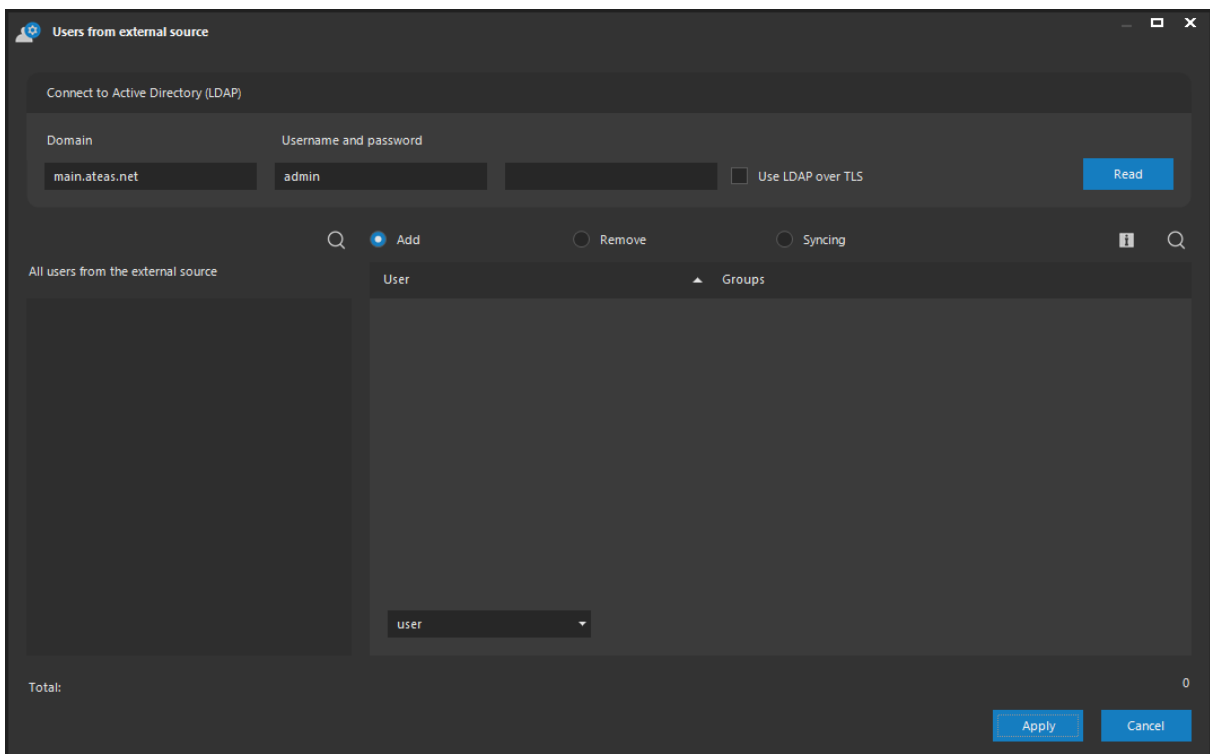 Users from external source
Connect to Active Directory (LDAP)
Domain
Username and password
main.ateas.net
admin
Use LDAP over TLS
Read
Add
Remove
Syncing
All users from the external source
User
Groups
user
Total:
0
Apply
Cancel